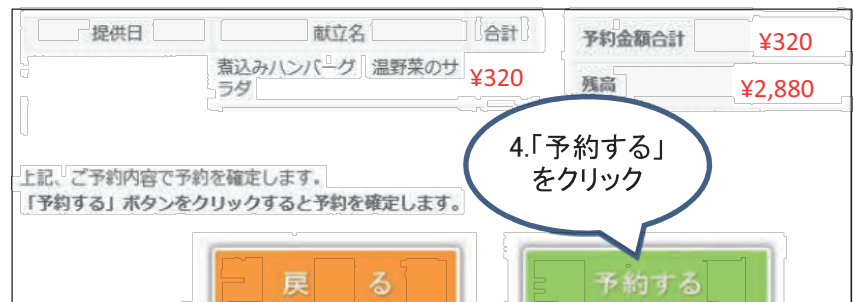 提供日 献立名 合計 予約金額合計 ¥320
煮込みハンバーグ 温野菜のサ
ラダ
¥320
残高 ¥2,880
4.「予約する」
をクリック
上記、ご予約内容で予約を確定します。
「予約する」ボタンをクリックすると予約を確定します。
戻る 予約する